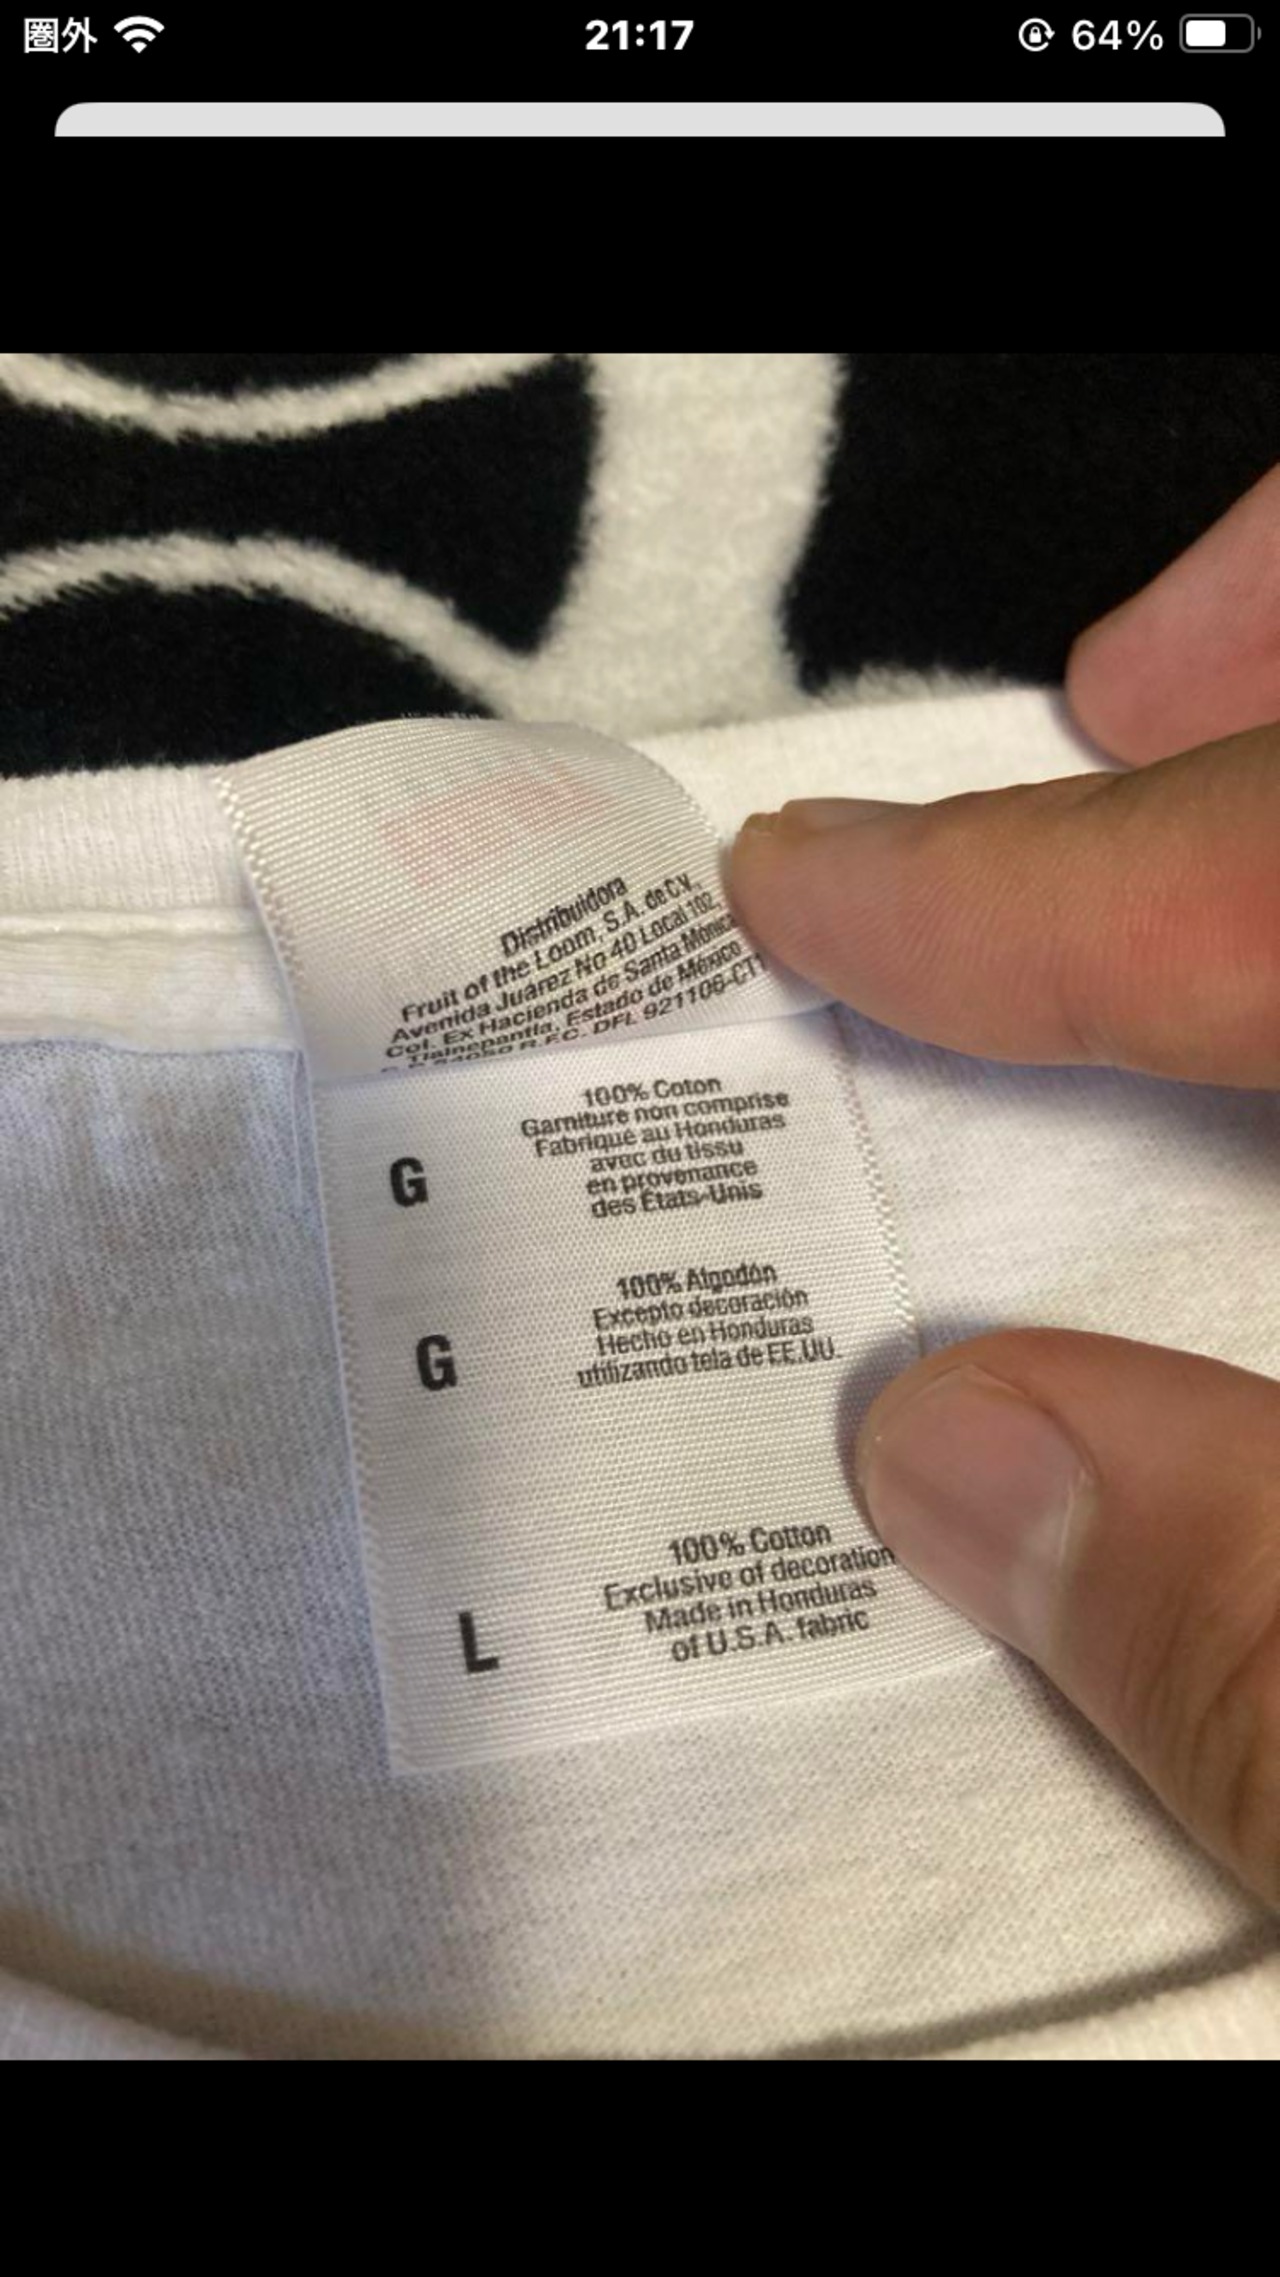 圏外
21:17
64%
Distribuidora
Fruit of the Loom, S.A. de C.V.,
Avenida Juárez No 40 Local 102,
Col. Ex Hacienda de Santa Mónica
Tlalnepantla, Estado de México
R.F.C. DFL 921106-CT1
G
100% Coton
Garniture non comprise
Fabriqué au Honduras
avec du tissu
en provenance
des États-Unis
G
100% Algodón
Excepto decoración
Hecho en Honduras
utilizando tela de EE.UU.
L
100% Cotton
Exclusive of decoration
Made in Honduras
of U.S.A. fabric